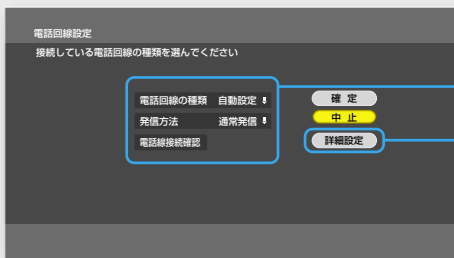 電話回線設定
接続している電話回線の種類を選んでください
電話回線の種類 自動設定
確 定
発信方法 通常発信
中 止
電話線接続確認
詳細設定